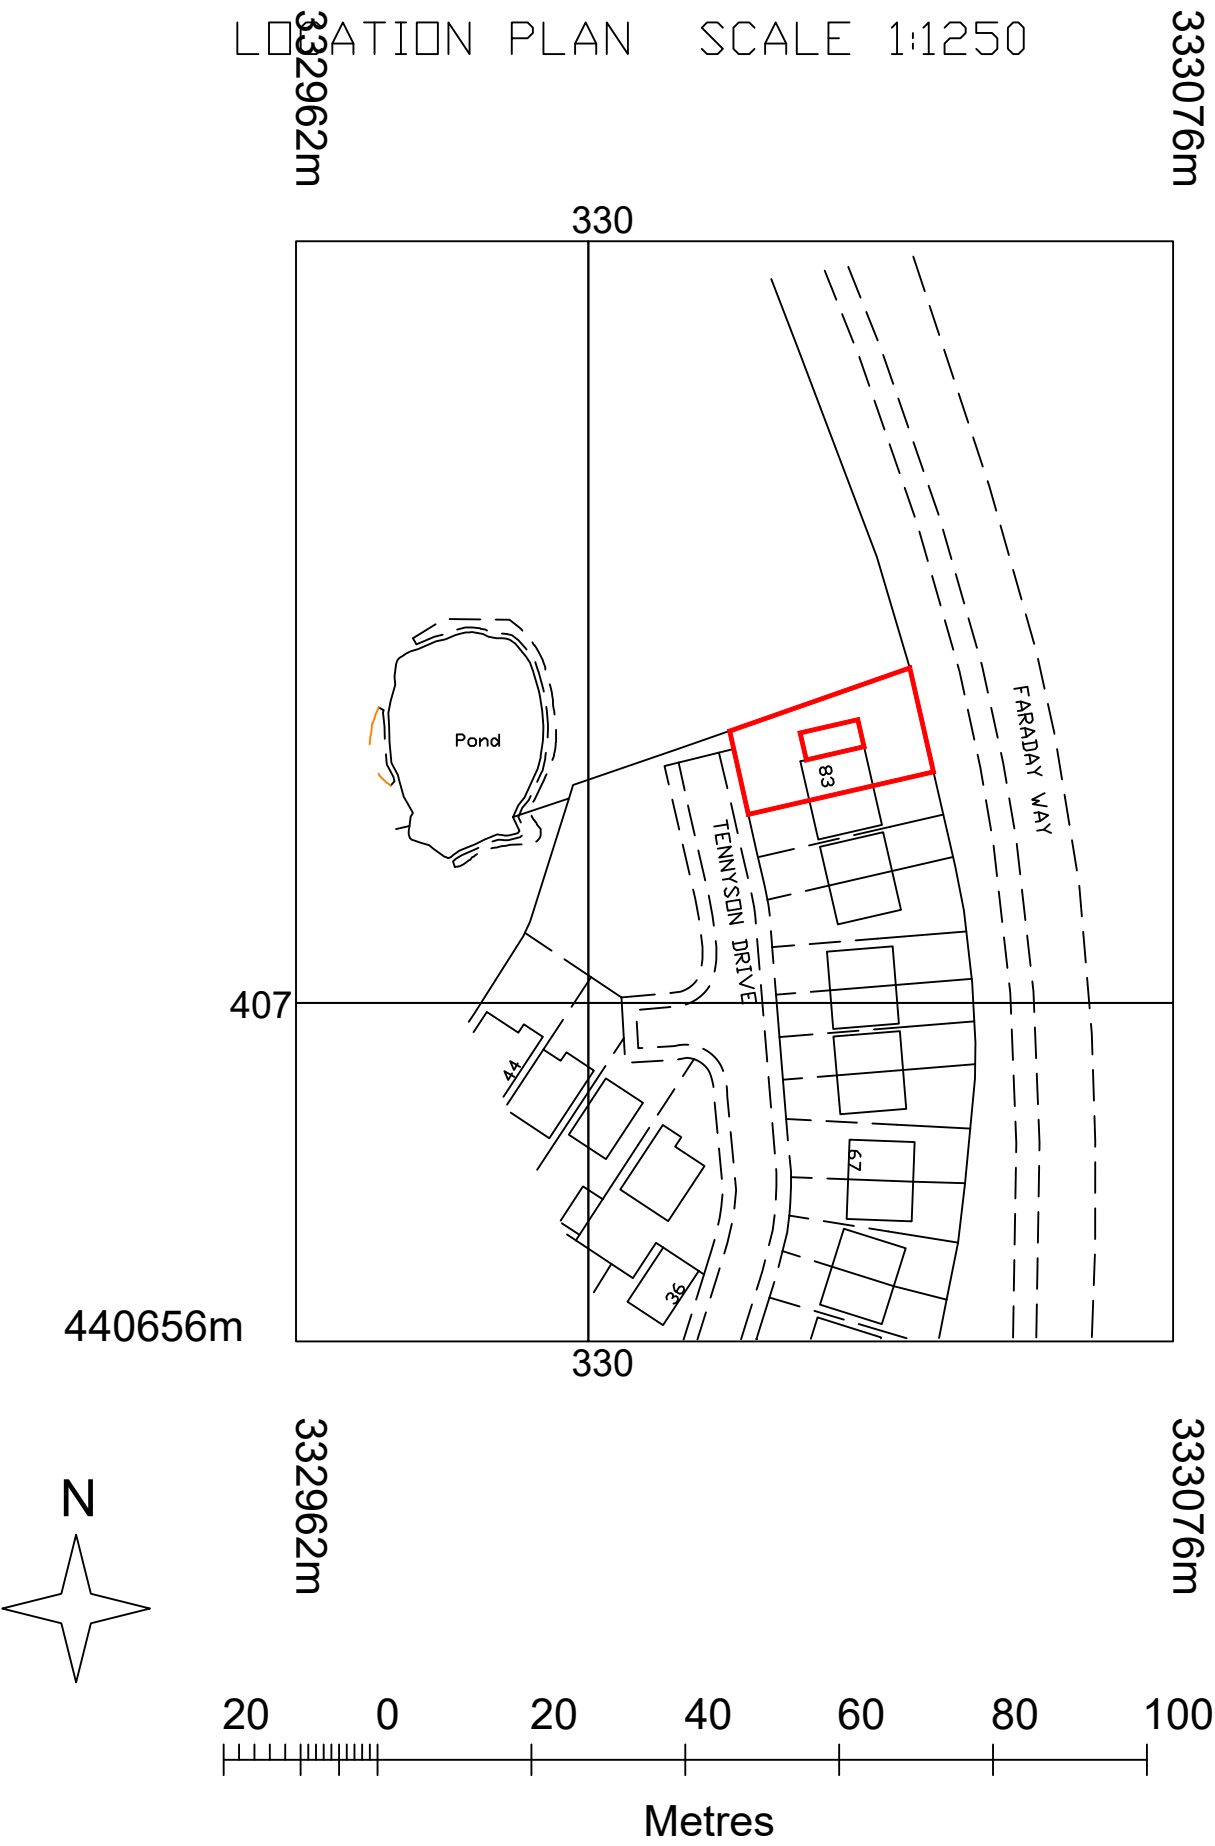 LOCATION PLAN SCALE 1:1250
332962m
333076m
330
Pond
83
FARADAY WAY
TENNYSON DRIVE
407
44
67
36
440656m
330
332962m
333076m
N
20 0 20 40 60 80 100
Metres